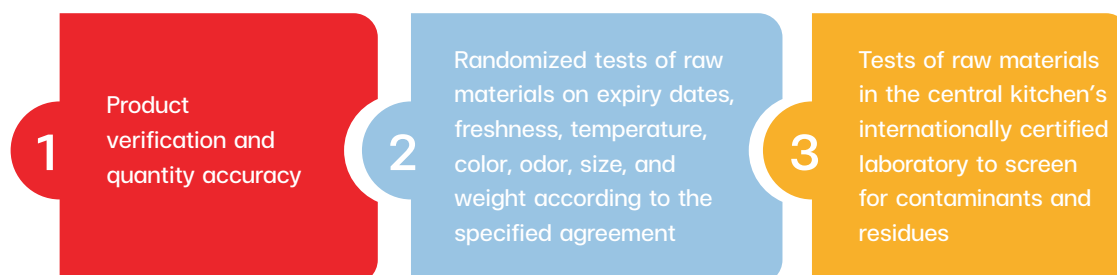 1
Product
verification and
quantity accuracy
2
Randomized tests of raw
materials on expiry dates,
freshness, temperature,
color, odor, size, and
weight according to the
specified agreement
3
Tests of raw materials
in the central kitchen's
internationally certified
laboratory to screen
for contaminants and
residues